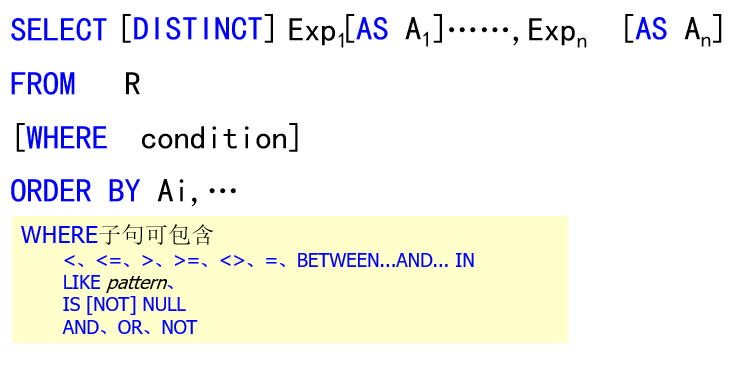 SELECT [DISTINCT] Exp₁[AS A₁]……,Expₙ [AS Aₙ]
FROM R
[WHERE condition]
ORDER BY Ai,…
WHERE子句可包含
<、<=、>、>=、<>、=、BETWEEN...AND... IN
LIKE pattern、
IS [NOT] NULL
AND、OR、NOT